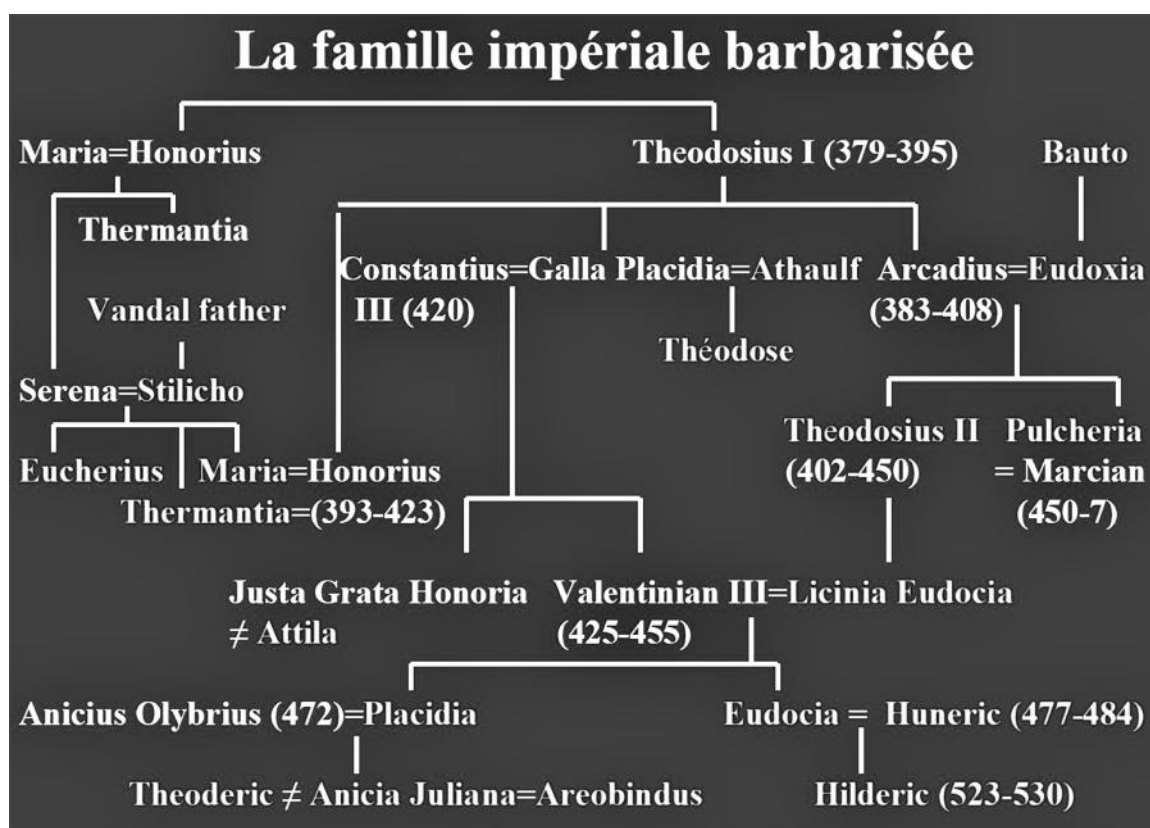 La famille impériale barbarisée
Maria=Honorius Theodosius I (379-395) Bauto
Thermantia
Constantius=Galla Placidia=Athaulf Arcadius=Eudoxia
III (420) (383-408)
Vandal father
Théodose
Serena=Stilicho
Theodosius II Pulcheria
Eucherius Maria=Honorius (402-450) = Marcian
Thermantia=(393-423) (450-7)
Justa Grata Honoria Valentinian III=Licinia Eudocia
≠ Attila (425-455)
Anicius Olybrius (472)=Placidia Eudocia = Huneric (477-484)
Theoderic ≠ Anicia Juliana=Areobindus Hilderic (523-530)